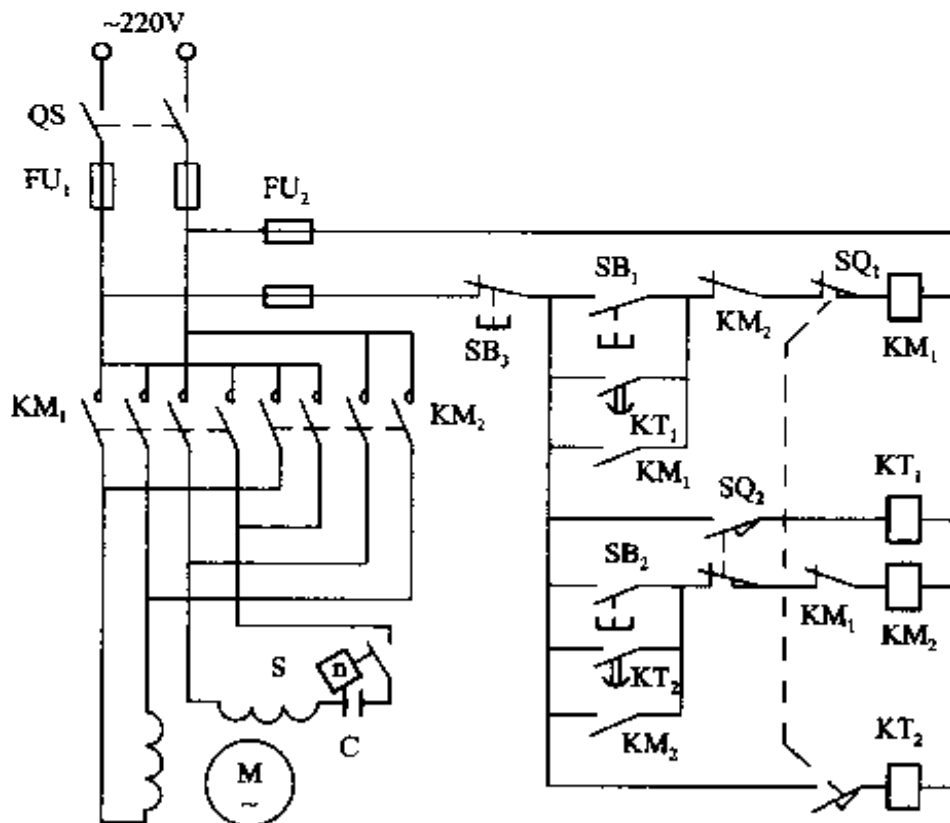 ~220V
QS
FU₁
FU₂
SB₃
SB₁
KM₂
SQ₁
KM₁
KM₁
KM₂
KT₁
KM₁
SQ₂
KT₁
SB₂
KM₁
KM₂
KT₂
KM₂
KT₂
S
n
C
M
~